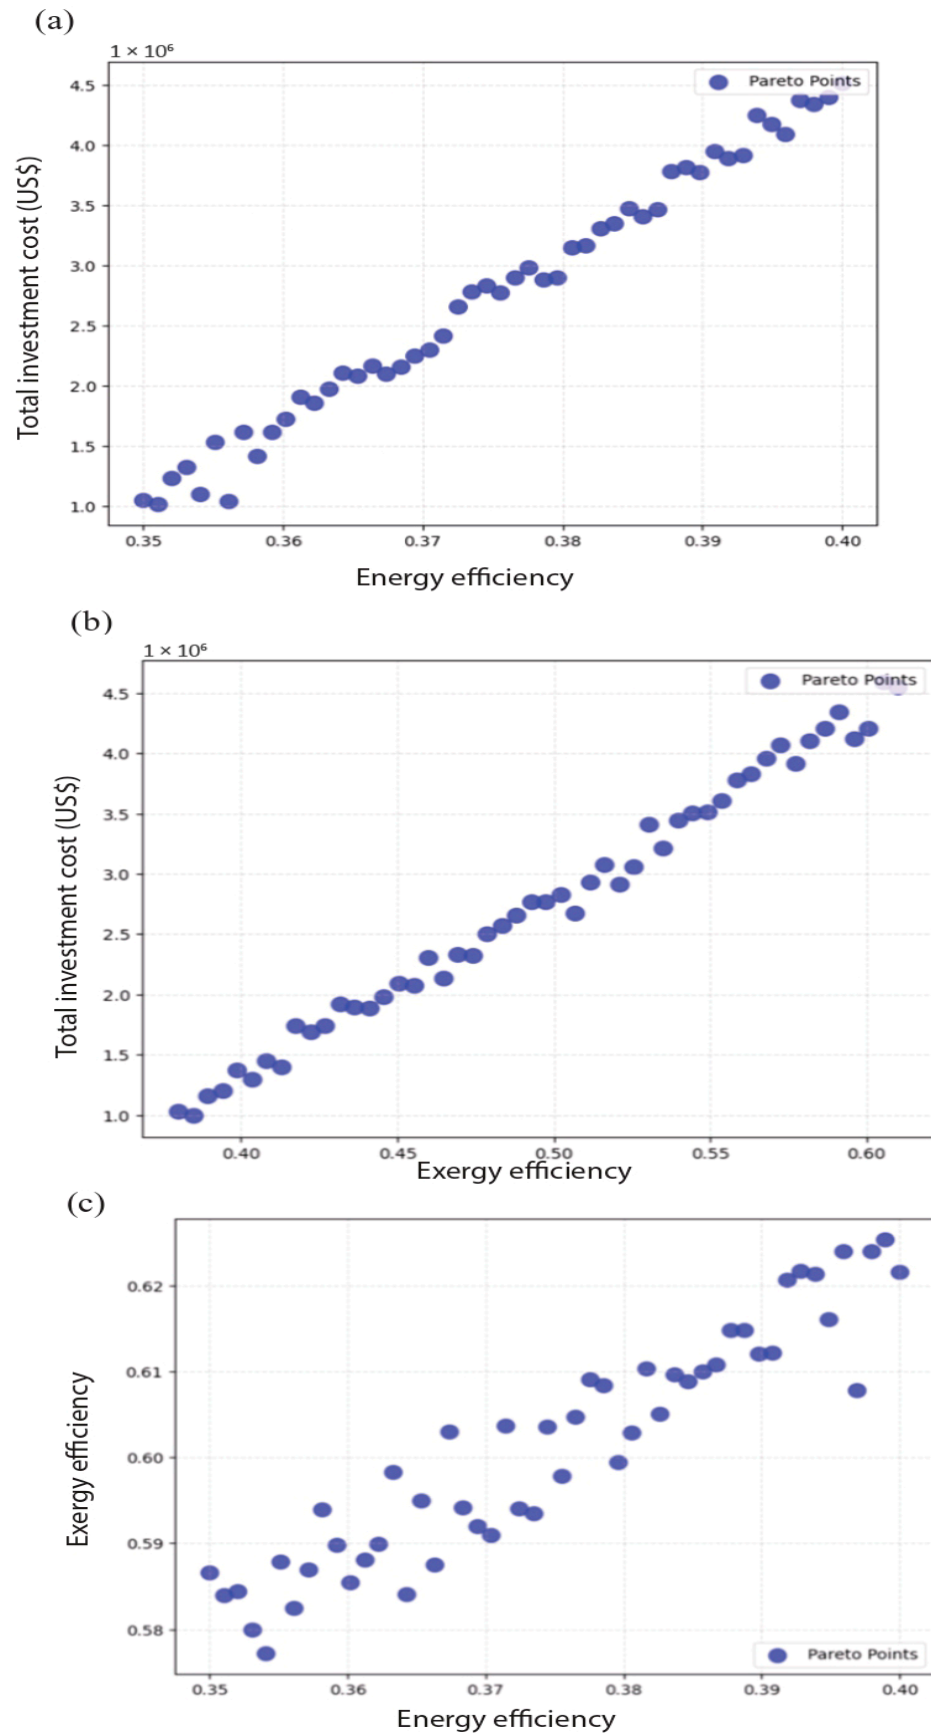 (a)
1 × 10⁶
Pareto Points
4.5
4.0
3.5
3.0
2.5
2.0
1.5
1.0
Total investment cost (US$)
0.35 0.36 0.37 0.38 0.39 0.40
Energy efficiency
(b)
1 × 10⁶
Pareto Points
4.5
4.0
3.5
3.0
2.5
2.0
1.5
1.0
Total investment cost (US$)
0.40 0.45 0.50 0.55 0.60
Exergy efficiency
(c)
0.62
0.61
0.60
0.59
0.58
Exergy efficiency
Pareto Points
0.35 0.36 0.37 0.38 0.39 0.40
Energy efficiency